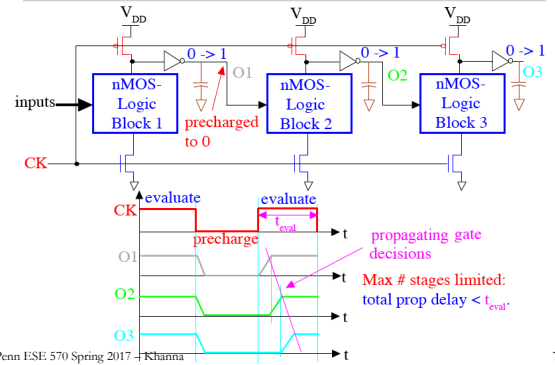 V_DD
V_DD
V_DD
0 -> 1
0 -> 1
0 -> 1
O1
O2
O3
inputs
nMOS-
Logic
Block 1
precharged
to 0
nMOS-
Logic
Block 2
nMOS-
Logic
Block 3
CK
evaluate
evaluate
CK
t_eval
t
precharge
propagating gate
decisions
O1
t
Max # stages limited:
total prop delay < t_eval.
O2
t
O3
t
Penn ESE 570 Spring 2017 – Khanna